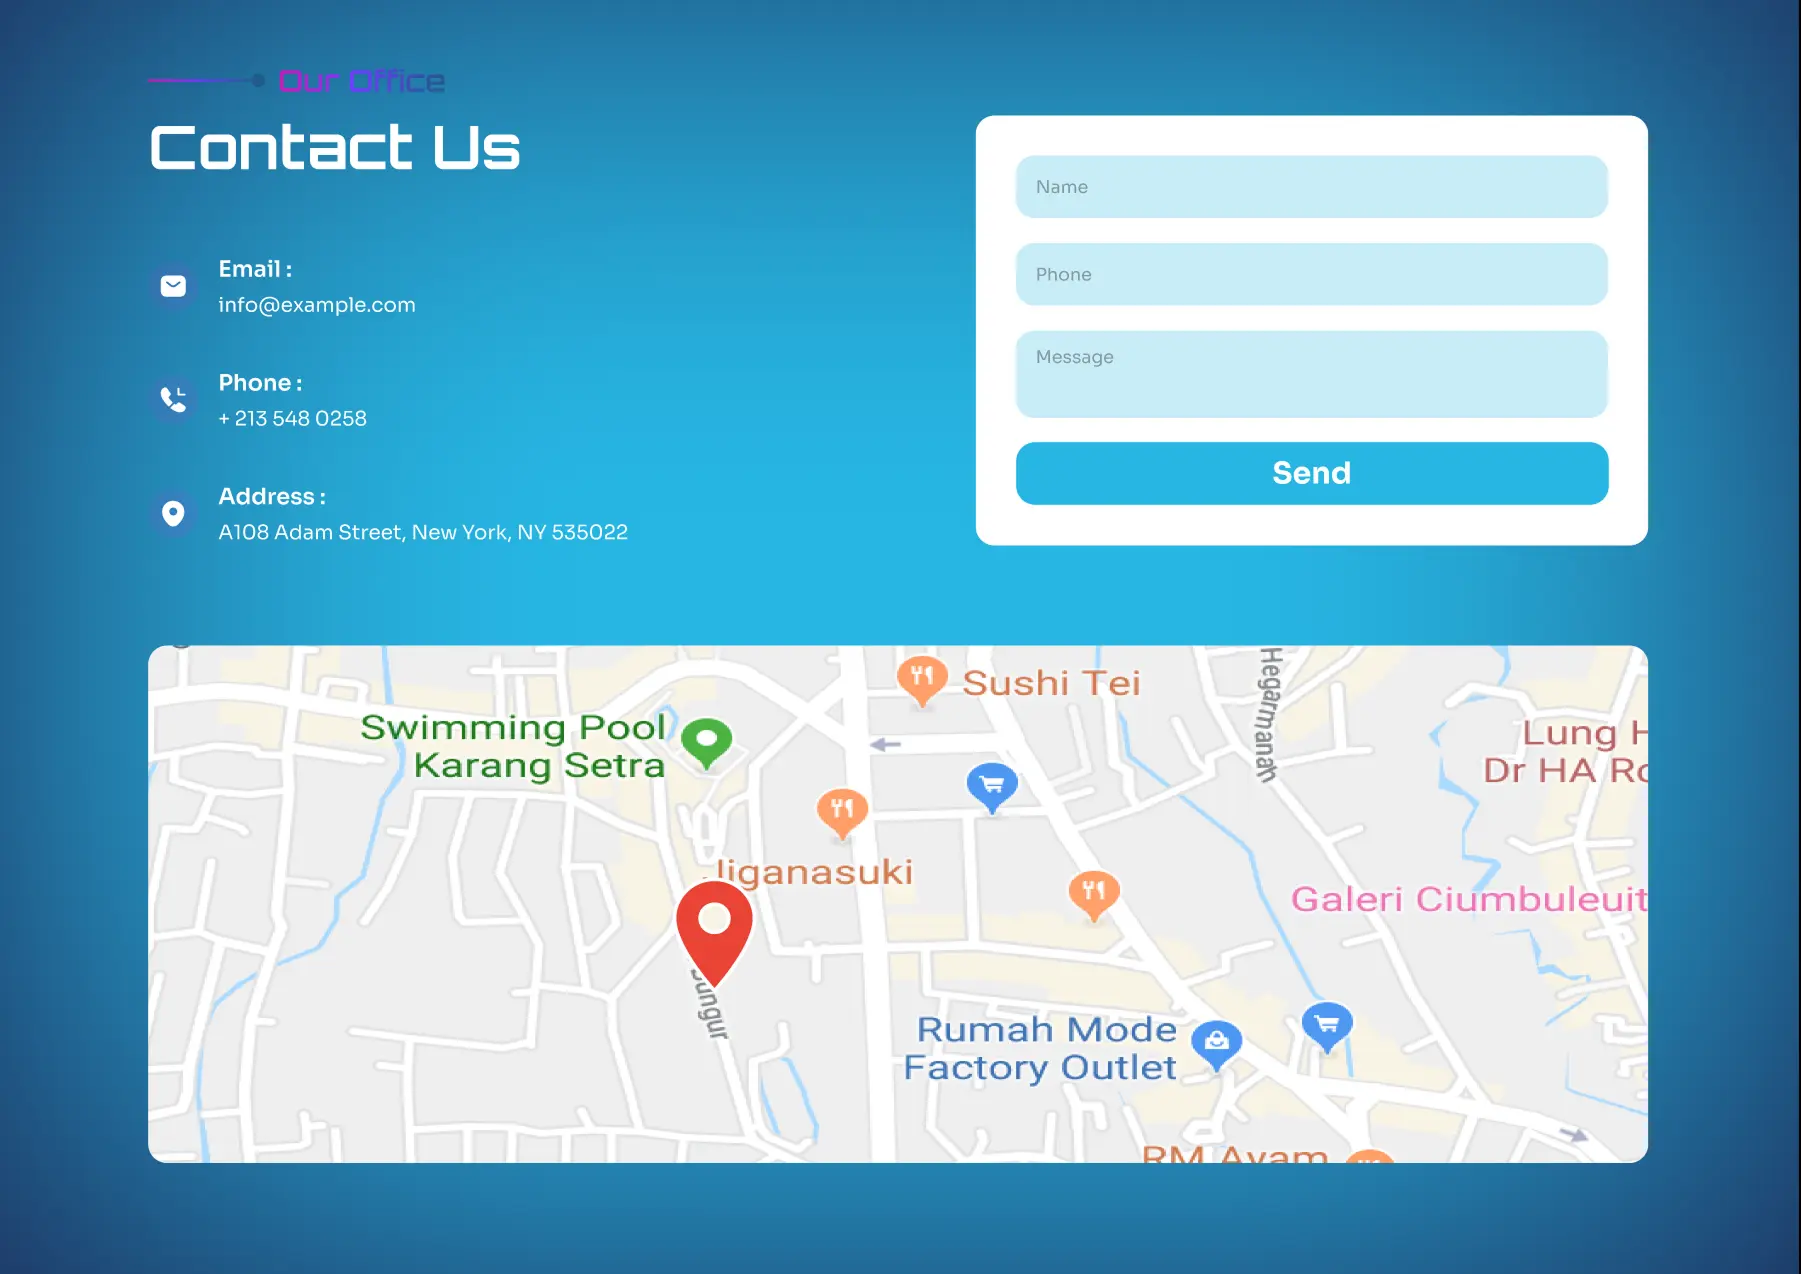 Our Office
Contact Us
Email :
info@example.com
Phone :
+ 213 548 0258
Address :
A108 Adam Street, New York, NY 535022
Name
Phone
Message
Send
Sushi Tei
Hegarmanah
Swimming Pool
Karang Setra
Lung H
Dr HA Ro
Jiganasuki
Galeri Ciumbuleuit
Rumah Mode
Factory Outlet
RM Ayam